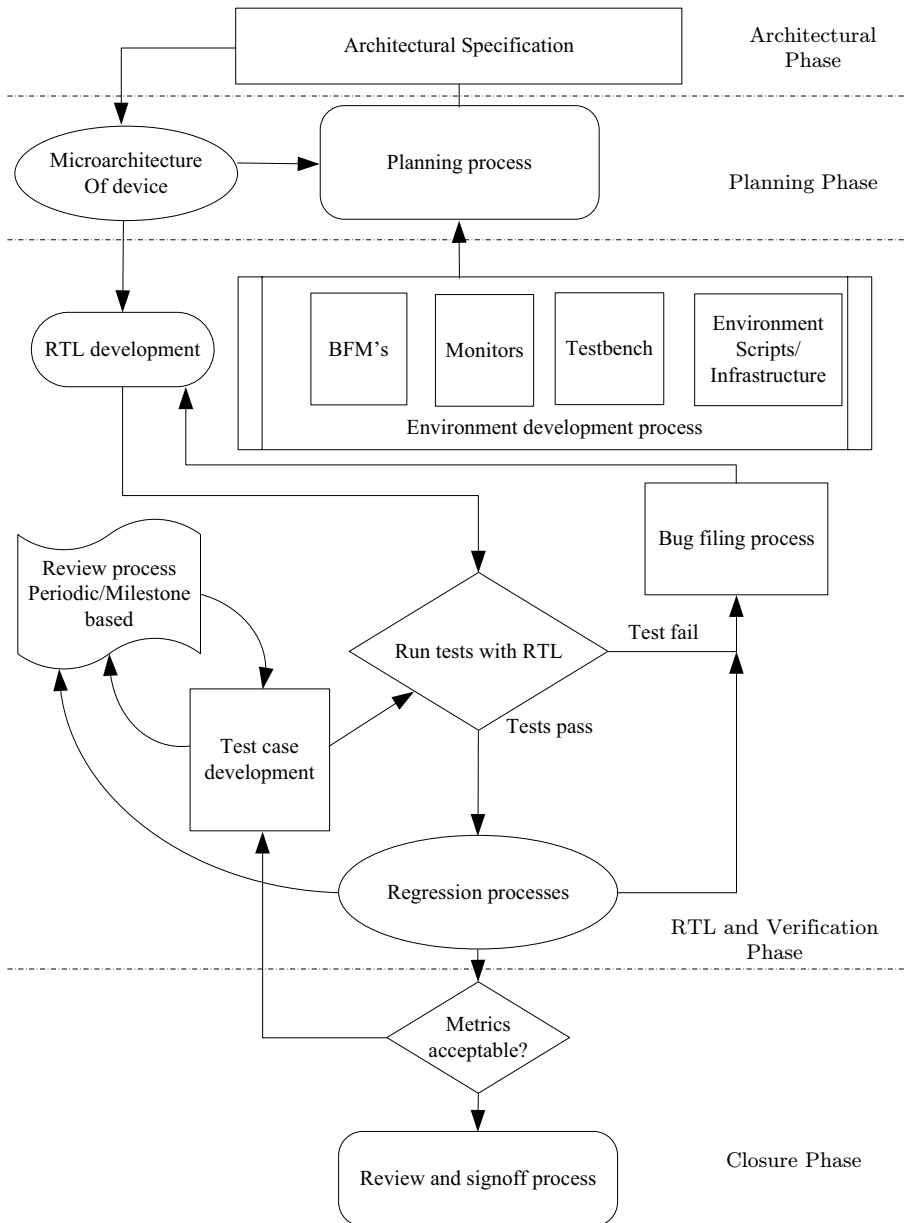 Architectural Specification
Architectural
Phase
Microarchitecture
Of device
Planning process
Planning Phase
RTL development
BFM's
Monitors
Testbench
Environment
Scripts/
Infrastructure
Environment development process
Bug filing process
Review process
Periodic/Milestone
based
Run tests with RTL
Test fail
Tests pass
Test case
development
Regression processes
RTL and Verification
Phase
Metrics
acceptable?
Review and signoff process
Closure Phase